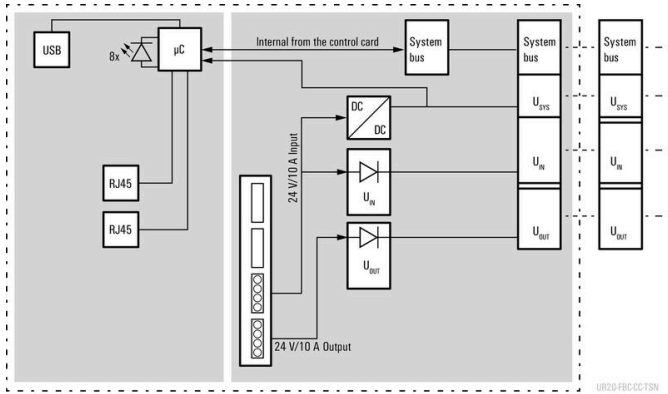 USB
8x
µC
Internal from the control card
System
bus
System
bus
System
bus
DC
DC
U SYS
U SYS
24 V/10 A Input
U IN
U IN
U IN
RJ45
RJ45
U OUT
U OUT
U OUT
24 V/10 A Output
UR20-FBC-CC-TSN